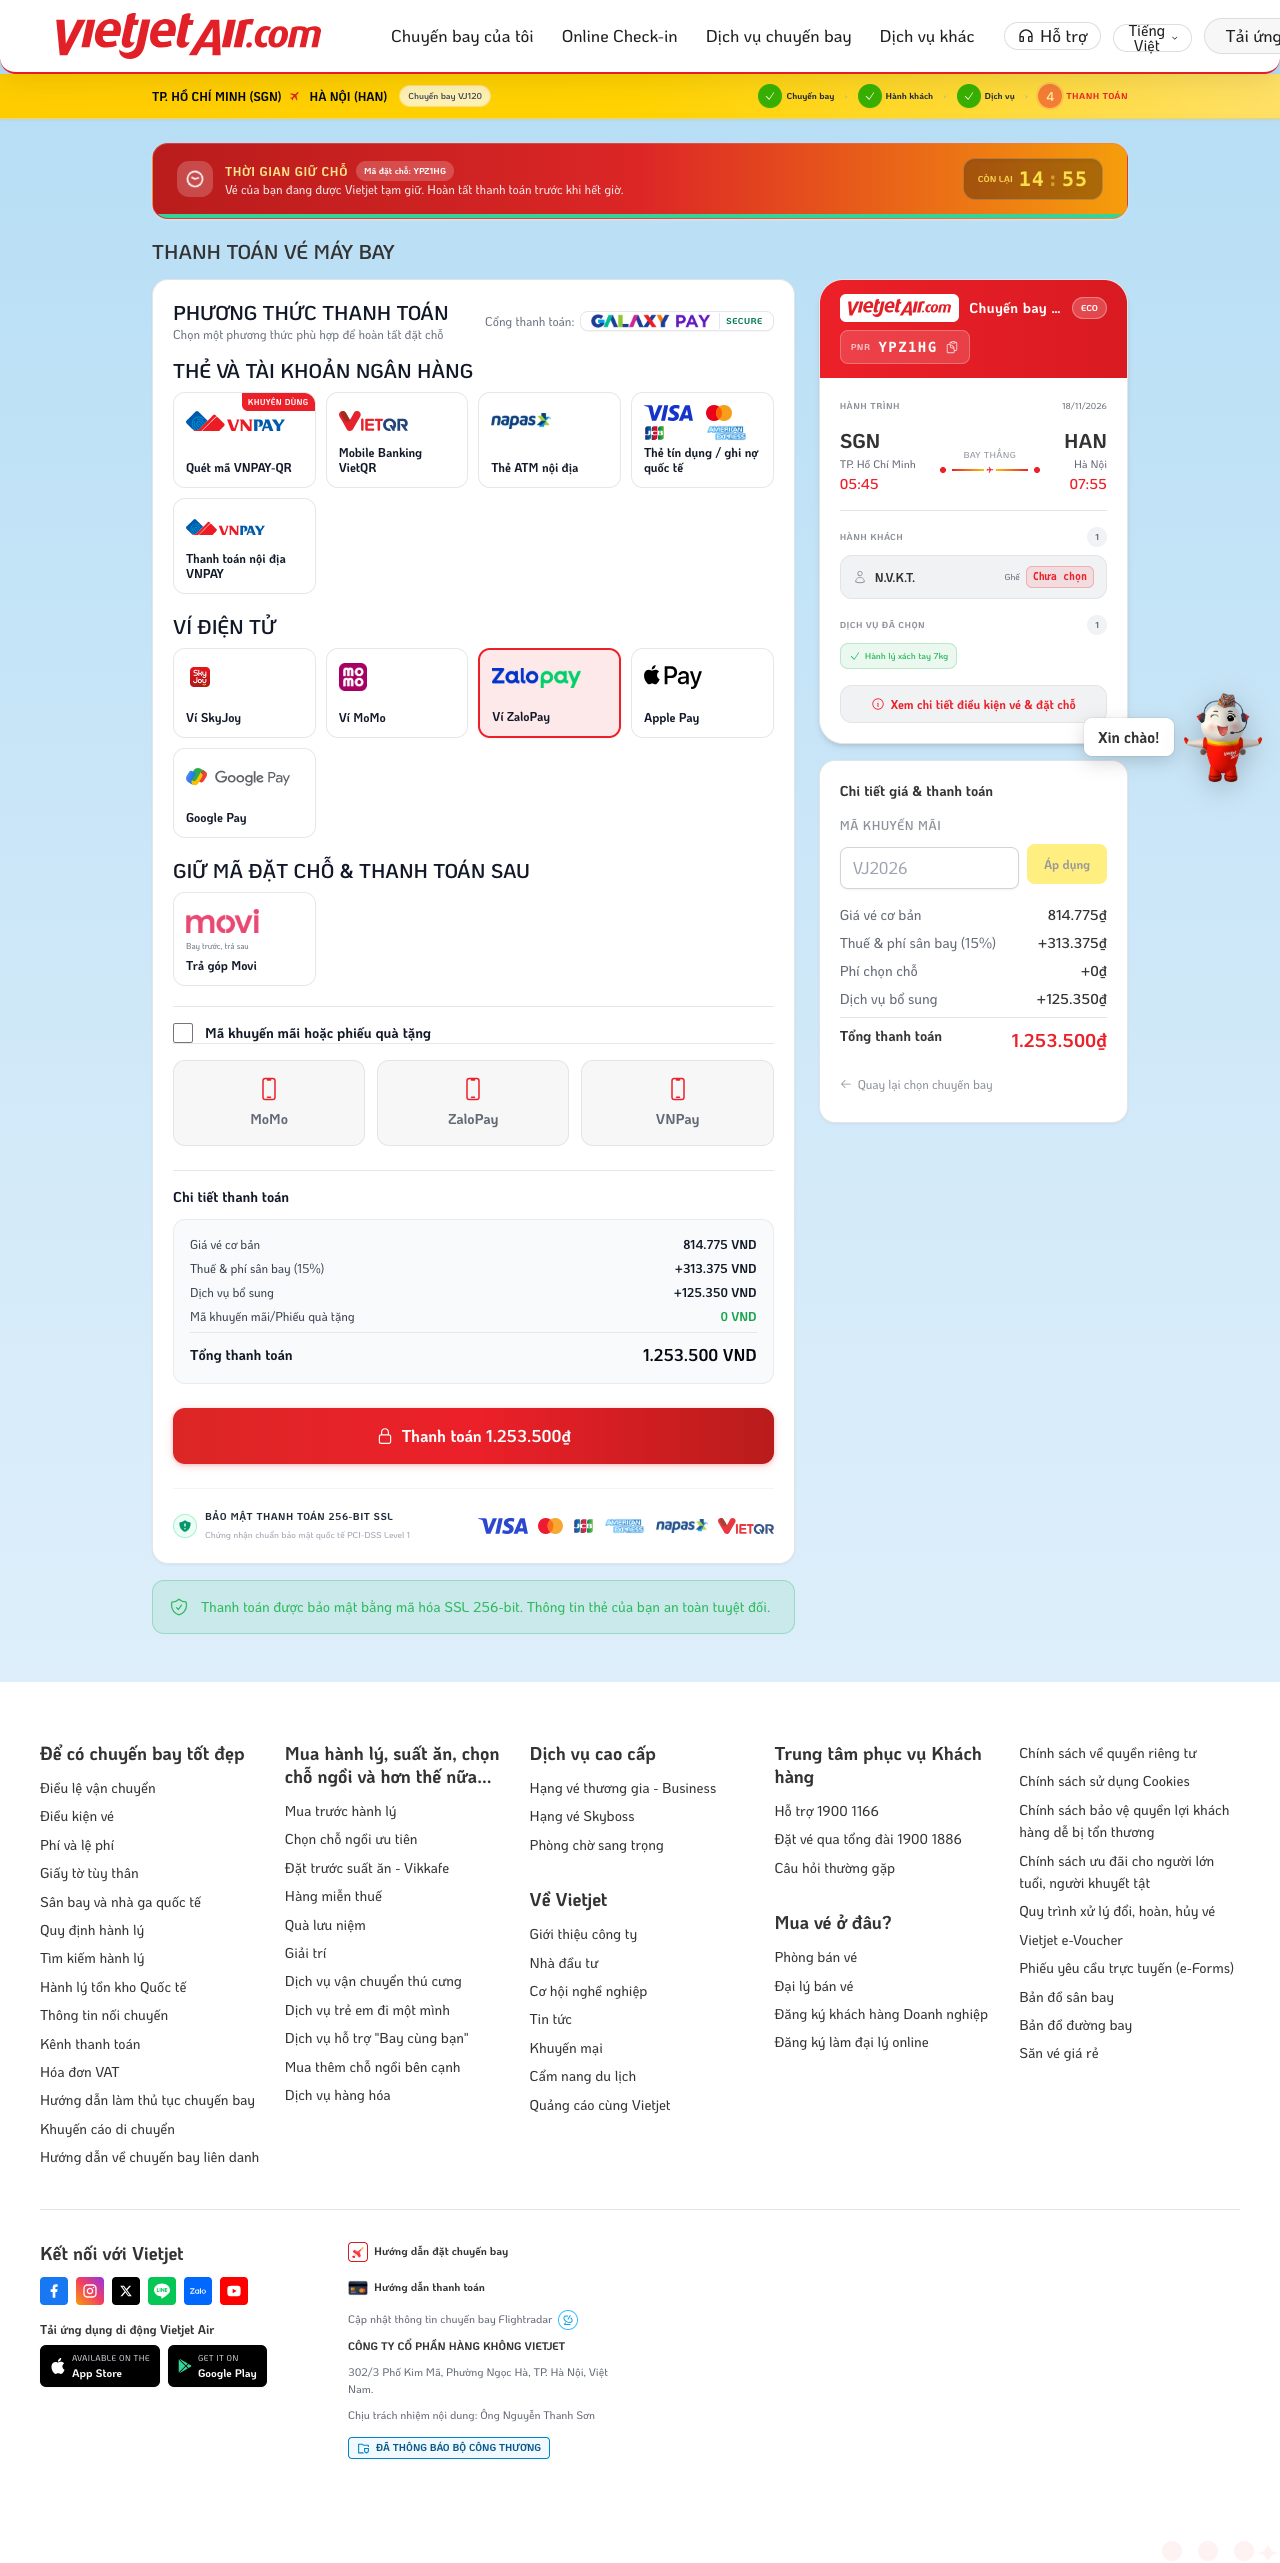 vietjetAir.com
Chuyến bay của tôi
Online Check-in
Dịch vụ chuyến bay
Dịch vụ khác
Hỗ trợ
Tiếng Việt
Tải ứng
TP. HỒ CHÍ MINH (SGN)
HÀ NỘI (HAN)
Chuyến bay VJ120
Chuyến bay
Hành khách
Dịch vụ
4
THANH TOÁN
THỜI GIAN GIỮ CHỖ
Mã đặt chỗ: YPZ1HG
Vé của bạn đang được Vietjet tạm giữ. Hoàn tất thanh toán trước khi hết giờ.
CÒN LẠI 14:55
THANH TOÁN VÉ MÁY BAY
PHƯƠNG THỨC THANH TOÁN
Chọn một phương thức phù hợp để hoàn tất đặt chỗ
Cổng thanh toán:
GALAXY PAY
SECURE
THẺ VÀ TÀI KHOẢN NGÂN HÀNG
KHUYÊN DÙNG
VNPAY
Quét mã VNPAY-QR
VIETQR
Mobile Banking VietQR
napas
Thẻ ATM nội địa
VISA
JCB
AMERICAN EXPRESS
Thẻ tín dụng / ghi nợ quốc tế
VNPAY
Thanh toán nội địa VNPAY
VÍ ĐIỆN TỬ
Sky Joy
Ví SkyJoy
momo
Ví MoMo
Zalopay
Ví ZaloPay
Pay
Apple Pay
Google Pay
Google Pay
GIỮ MÃ ĐẶT CHỖ & THANH TOÁN SAU
movi
Bay trước, trả sau
Trả góp Movi
Mã khuyến mãi hoặc phiếu quà tặng
MoMo
ZaloPay
VNPay
Chi tiết thanh toán
Giá vé cơ bản 814.775 VND
Thuế & phí sân bay (15%) +313.375 VND
Dịch vụ bổ sung +125.350 VND
Mã khuyến mãi/Phiếu quà tặng 0 VND
Tổng thanh toán 1.253.500 VND
Thanh toán 1.253.500₫
BẢO MẬT THANH TOÁN 256-BIT SSL
Chứng nhận chuẩn bảo mật quốc tế PCI-DSS Level 1
VISA
JCB
AMERICAN EXPRESS
napas
VIETQR
Thanh toán được bảo mật bằng mã hóa SSL 256-bit. Thông tin thẻ của bạn an toàn tuyệt đối.
vietjetAir.com
Chuyến bay ...
ECO
PNR YPZ1HG
HÀNH TRÌNH
18/11/2026
SGN
HAN
BAY THẲNG
TP. Hồ Chí Minh
Hà Nội
05:45
07:55
HÀNH KHÁCH
1
N.V.K.T.
Ghế
Chưa chọn
DỊCH VỤ ĐÃ CHỌN
1
Hành lý xách tay 7kg
Xem chi tiết điều kiện vé & đặt chỗ
Xin chào!
Chi tiết giá & thanh toán
MÃ KHUYẾN MÃI
VJ2026
Áp dụng
Giá vé cơ bản 814.775₫
Thuế & phí sân bay (15%) +313.375₫
Phí chọn chỗ +0₫
Dịch vụ bổ sung +125.350₫
Tổng thanh toán 1.253.500₫
Quay lại chọn chuyến bay
Để có chuyến bay tốt đẹp
Điều lệ vận chuyển
Điều kiện vé
Phí và lệ phí
Giấy tờ tùy thân
Sân bay và nhà ga quốc tế
Quy định hành lý
Tìm kiếm hành lý
Hành lý tồn kho Quốc tế
Thông tin nối chuyến
Kênh thanh toán
Hóa đơn VAT
Hướng dẫn làm thủ tục chuyến bay
Khuyến cáo di chuyển
Hướng dẫn về chuyến bay liên danh
Mua hành lý, suất ăn, chọn
chỗ ngồi và hơn thế nữa...
Mua trước hành lý
Chọn chỗ ngồi ưu tiên
Đặt trước suất ăn - Vikkafe
Hàng miễn thuế
Quà lưu niệm
Giải trí
Dịch vụ vận chuyển thú cưng
Dịch vụ trẻ em đi một mình
Dịch vụ hỗ trợ "Bay cùng bạn"
Mua thêm chỗ ngồi bên cạnh
Dịch vụ hàng hóa
Dịch vụ cao cấp
Hạng vé thương gia - Business
Hạng vé Skyboss
Phòng chờ sang trọng
Về Vietjet
Giới thiệu công ty
Nhà đầu tư
Cơ hội nghề nghiệp
Tin tức
Khuyến mại
Cẩm nang du lịch
Quảng cáo cùng Vietjet
Trung tâm phục vụ Khách
hàng
Hỗ trợ 1900 1166
Đặt vé qua tổng đài 1900 1886
Câu hỏi thường gặp
Mua vé ở đâu?
Phòng bán vé
Đại lý bán vé
Đăng ký khách hàng Doanh nghiệp
Đăng ký làm đại lý online
Chính sách về quyền riêng tư
Chính sách sử dụng Cookies
Chính sách bảo vệ quyền lợi khách
hàng dễ bị tổn thương
Chính sách ưu đãi cho người lớn
tuổi, người khuyết tật
Quy trình xử lý đổi, hoàn, hủy vé
Vietjet e-Voucher
Phiếu yêu cầu trực tuyến (e-Forms)
Bản đồ sân bay
Bản đồ đường bay
Săn vé giá rẻ
Kết nối với Vietjet
LINE
Zalo
Tải ứng dụng di động Vietjet Air
AVAILABLE ON THE
App Store
GET IT ON
Google Play
Hướng dẫn đặt chuyến bay
Hướng dẫn thanh toán
Cập nhật thông tin chuyến bay Flightradar
CÔNG TY CỔ PHẦN HÀNG KHÔNG VIETJET
302/3 Phố Kim Mã, Phường Ngọc Hà, TP. Hà Nội, Việt
Nam.
Chịu trách nhiệm nội dung: Ông Nguyễn Thanh Sơn
ĐÃ THÔNG BÁO BỘ CÔNG THƯƠNG